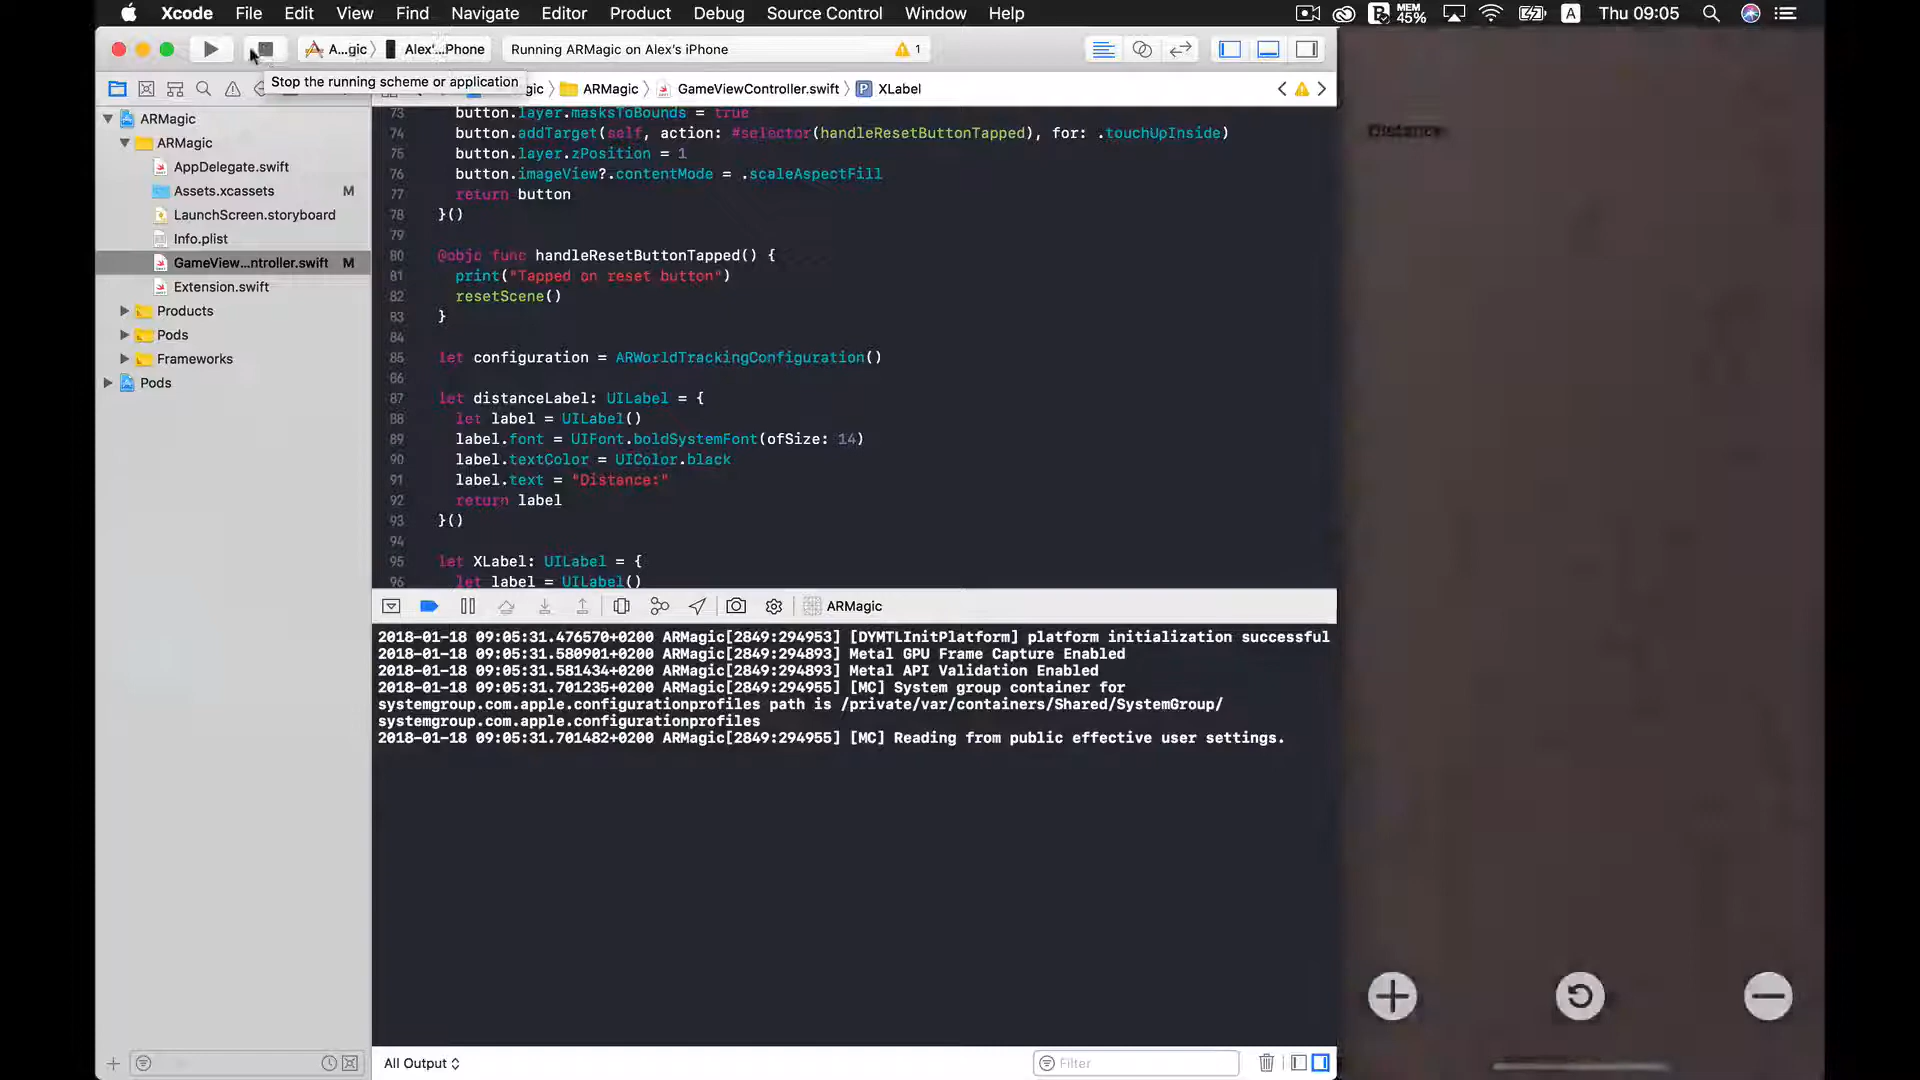 Xcode File Edit View Find Navigate Editor Product Debug Source Control Window Help
MEM 45% A Thu 09:05
A...gic Alex'...Phone Running ARMagic on Alex's iPhone 1
Stop the running scheme or application
gic ARMagic GameViewController.swift P XLabel
ARMagic
ARMagic
AppDelegate.swift
Assets.xcassets M
LaunchScreen.storyboard
Info.plist
GameView...ntroller.swift M
Extension.swift
Products
Pods
Frameworks
Pods
73 button.layer.masksToBounds = true
74 button.addTarget(self, action: #selector(handleResetButtonTapped), for: .touchUpInside)
75 button.layer.zPosition = 1
76 button.imageView?.contentMode = .scaleAspectFill
77 return button
78 }()
79
80 @objc func handleResetButtonTapped() {
81 print("Tapped on reset button")
82 resetScene()
83 }
84
85 let configuration = ARWorldTrackingConfiguration()
86
87 let distanceLabel: UILabel = {
88 let label = UILabel()
89 label.font = UIFont.boldSystemFont(ofSize: 14)
90 label.textColor = UIColor.black
91 label.text = "Distance:"
92 return label
93 }()
94
95 let XLabel: UILabel = {
96 let label = UILabel()
ARMagic
2018-01-18 09:05:31.476570+0200 ARMagic[2849:294953] [DYMTLInitPlatform] platform initialization successful
2018-01-18 09:05:31.580901+0200 ARMagic[2849:294893] Metal GPU Frame Capture Enabled
2018-01-18 09:05:31.581434+0200 ARMagic[2849:294893] Metal API Validation Enabled
2018-01-18 09:05:31.701235+0200 ARMagic[2849:294955] [MC] System group container for
systemgroup.com.apple.configurationprofiles path is /private/var/containers/Shared/SystemGroup/
systemgroup.com.apple.configurationprofiles
2018-01-18 09:05:31.701482+0200 ARMagic[2849:294955] [MC] Reading from public effective user settings.
All Output
Filter
Distance: